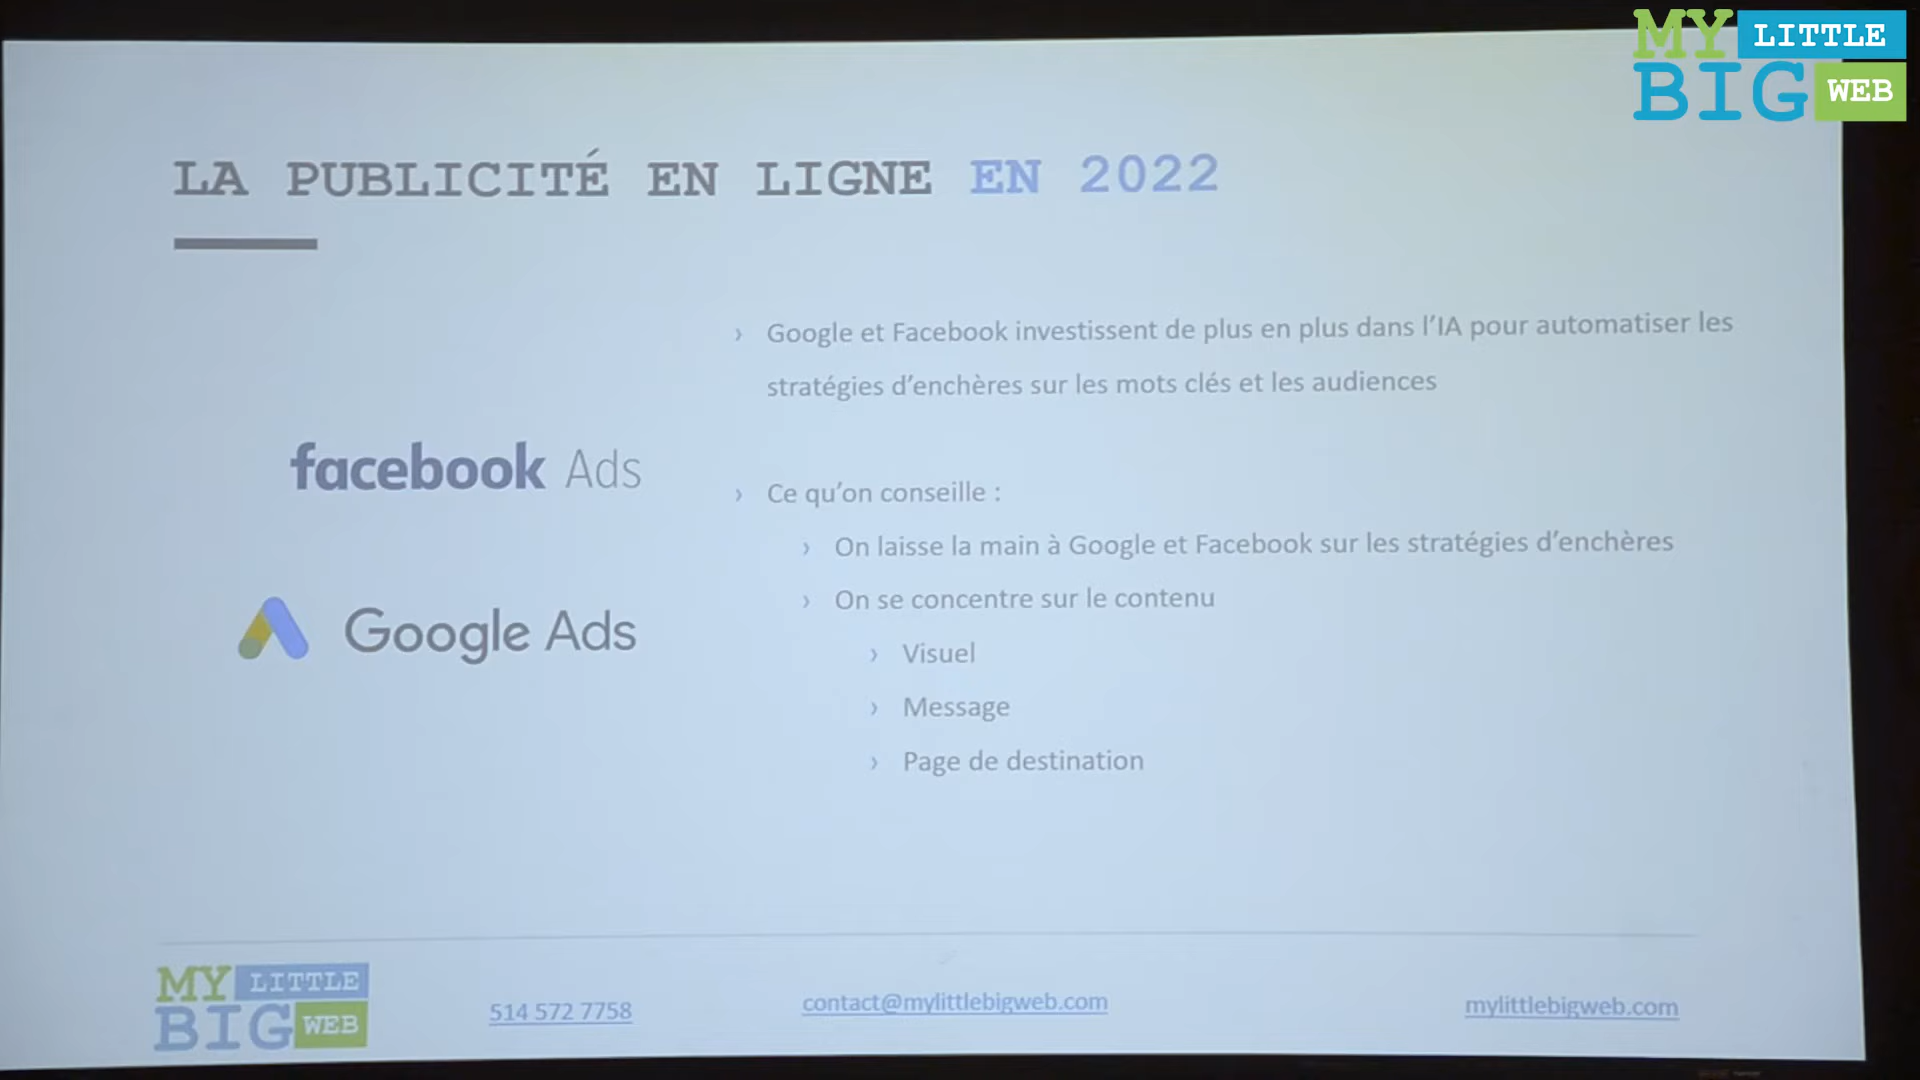 MY LITTLE
BIG WEB
LA PUBLICITÉ EN LIGNE EN 2022
› Google et Facebook investissent de plus en plus dans l’IA pour automatiser les
stratégies d’enchères sur les mots clés et les audiences
facebook Ads
Google Ads
› Ce qu’on conseille :
› On laisse la main à Google et Facebook sur les stratégies d’enchères
› On se concentre sur le contenu
› Visuel
› Message
› Page de destination
MY LITTLE
BIG WEB
514 572 7758
contact@mylittlebigweb.com
mylittlebigweb.com